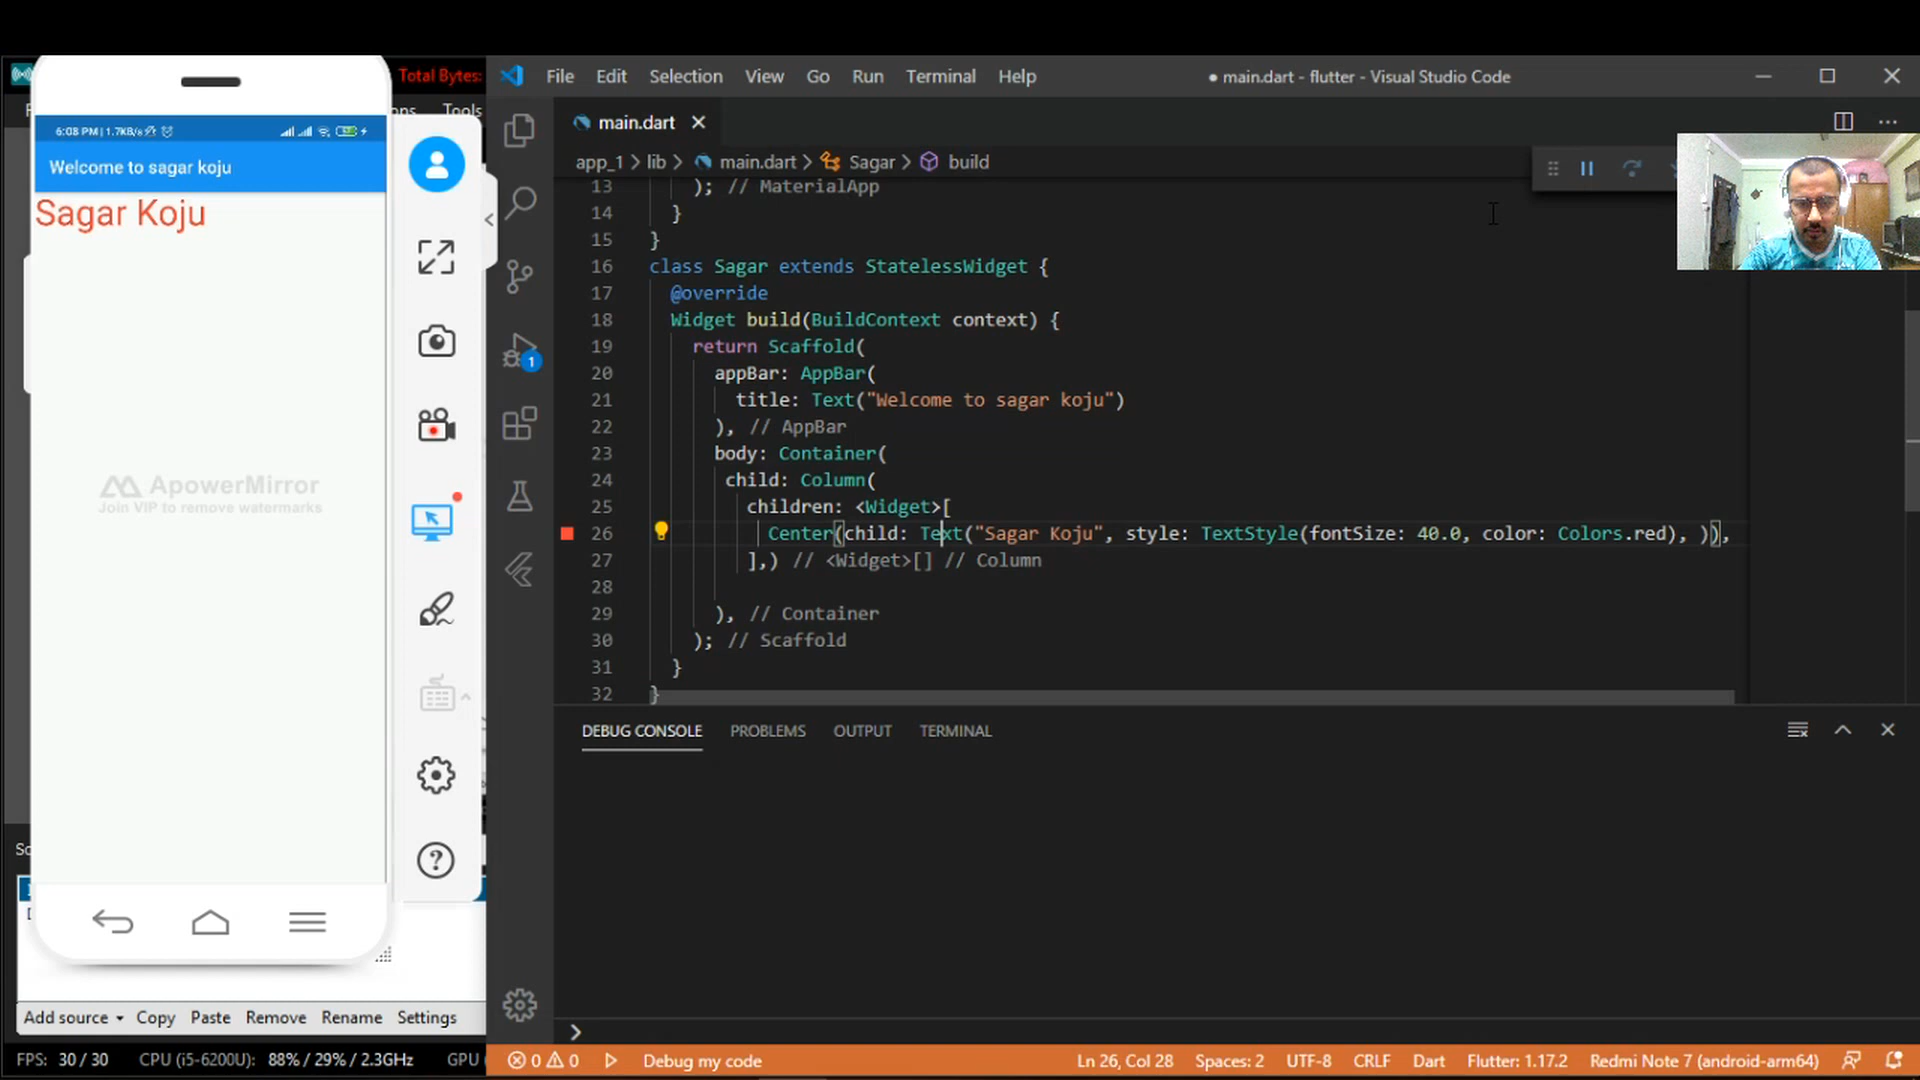 Total Bytes:
Tools
6:08 PM | 1.7KB/s
Welcome to sagar koju
Sagar Koju
ApowerMirror
Join VIP to remove watermarks
Add source Copy Paste Remove Rename Settings
FPS: 30 / 30 CPU (i5-6200U): 88% / 29% / 2.3GHz GPU
File Edit Selection View Go Run Terminal Help
● main.dart - flutter - Visual Studio Code
main.dart
app_1 > lib > main.dart > Sagar > build
13 ); // MaterialApp
14 }
15 }
16 class Sagar extends StatelessWidget {
17 @override
18 Widget build(BuildContext context) {
19 return Scaffold(
20 appBar: AppBar(
21 title: Text("Welcome to sagar koju")
22 ), // AppBar
23 body: Container(
24 child: Column(
25 children: <Widget>[
26 Center(child: Text("Sagar Koju", style: TextStyle(fontSize: 40.0, color: Colors.red), )),
27 ],) // <Widget>[] // Column
28
29 ), // Container
30 ); // Scaffold
31 }
32 }
1
DEBUG CONSOLE PROBLEMS OUTPUT TERMINAL
0 0 Debug my code Ln 26, Col 28 Spaces: 2 UTF-8 CRLF Dart Flutter: 1.17.2 Redmi Note 7 (android-arm64)